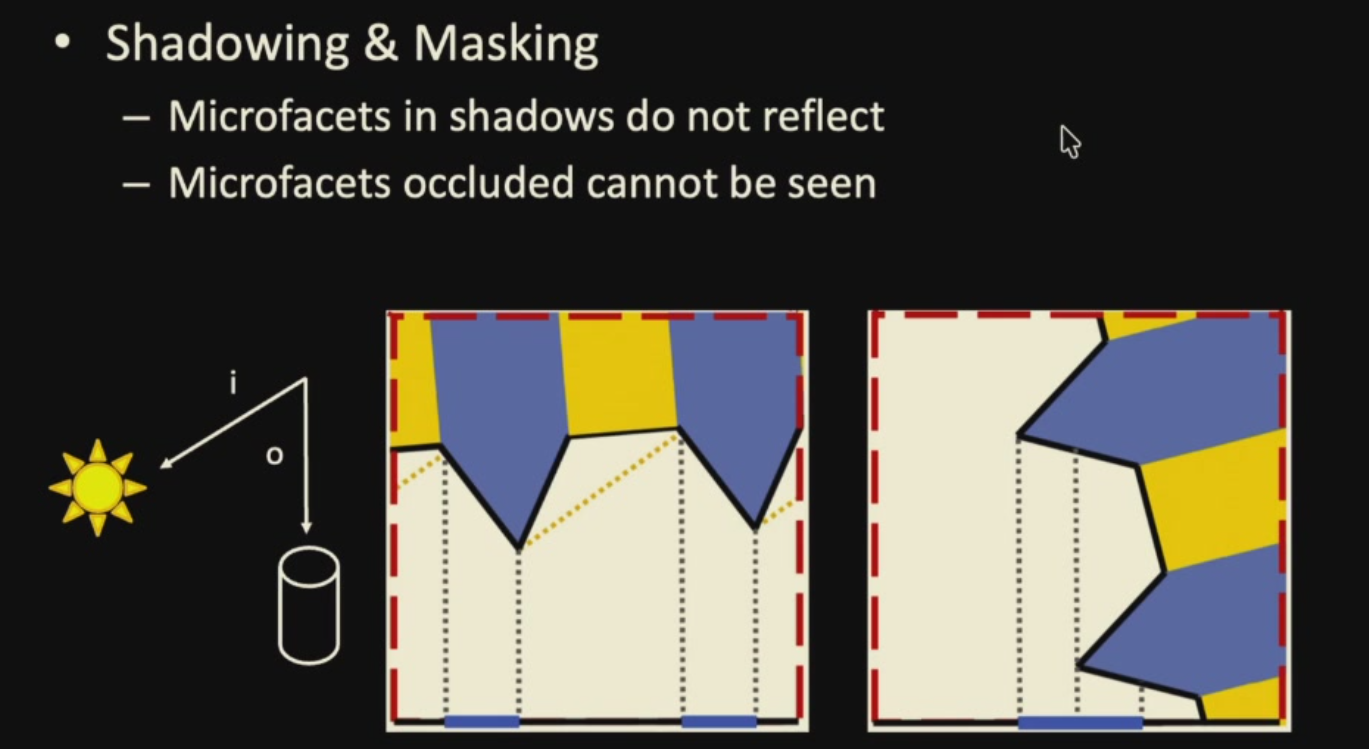 • Shadowing & Masking
– Microfacets in shadows do not reflect
– Microfacets occluded cannot be seen
i
o